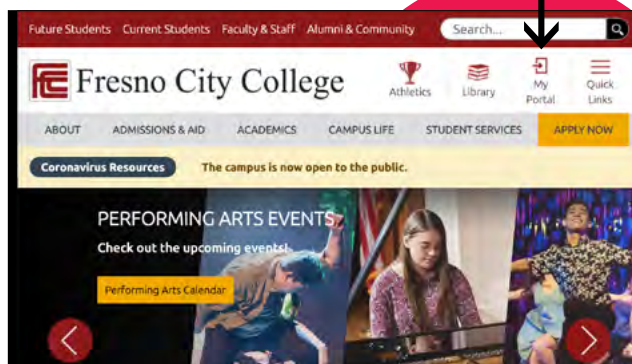 Future Students Current Students Faculty & Staff Alumni & Community Search...
FCC Fresno City College
Athletics Library My Portal Quick Links
ABOUT ADMISSIONS & AID ACADEMICS CAMPUS LIFE STUDENT SERVICES APPLY NOW
Coronavirus Resources The campus is now open to the public.
PERFORMING ARTS EVENTS
Check out the upcoming events!
Performing Arts Calendar